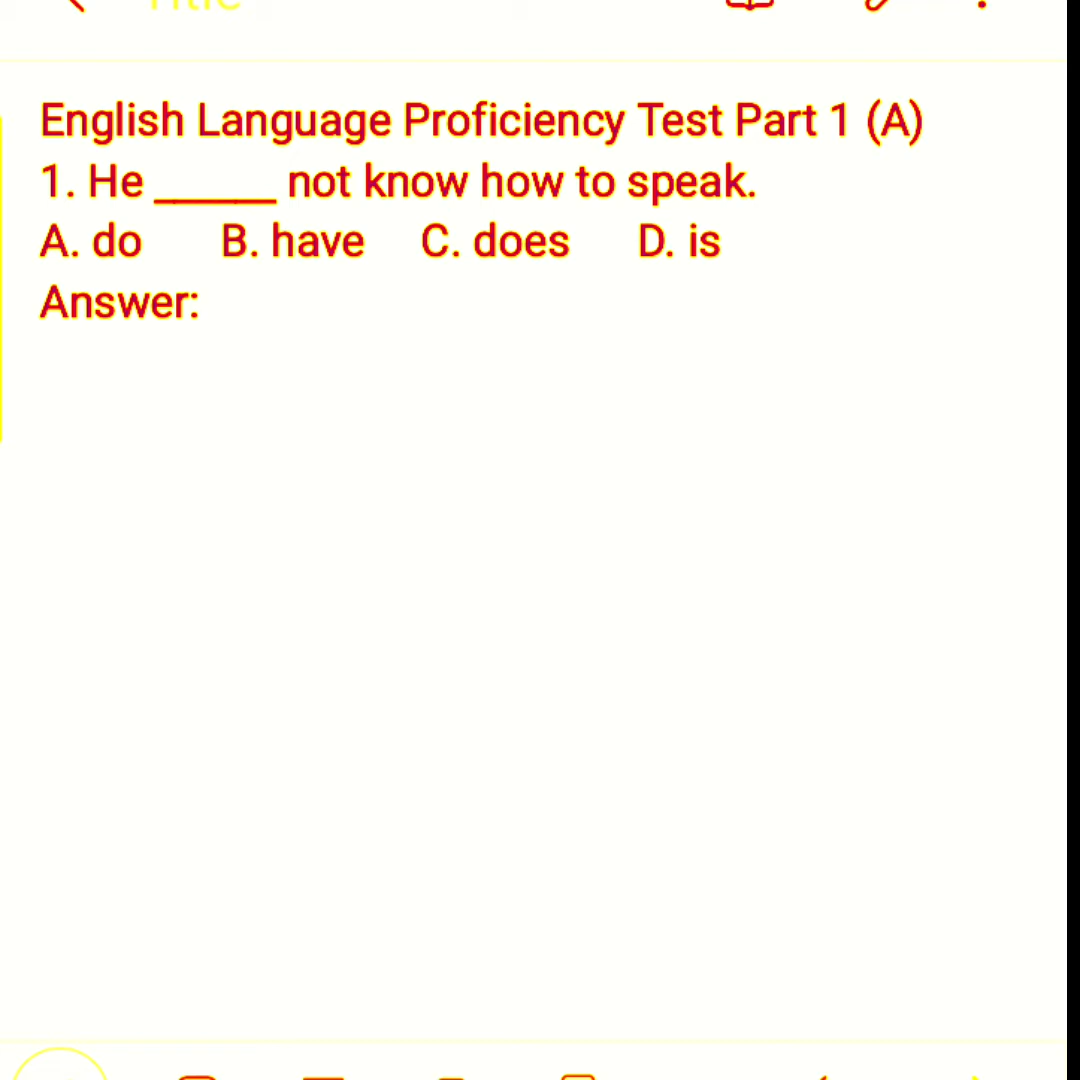 English Language Proficiency Test Part 1 (A)
1. He ______ not know how to speak.
A. do B. have C. does D. is
Answer: